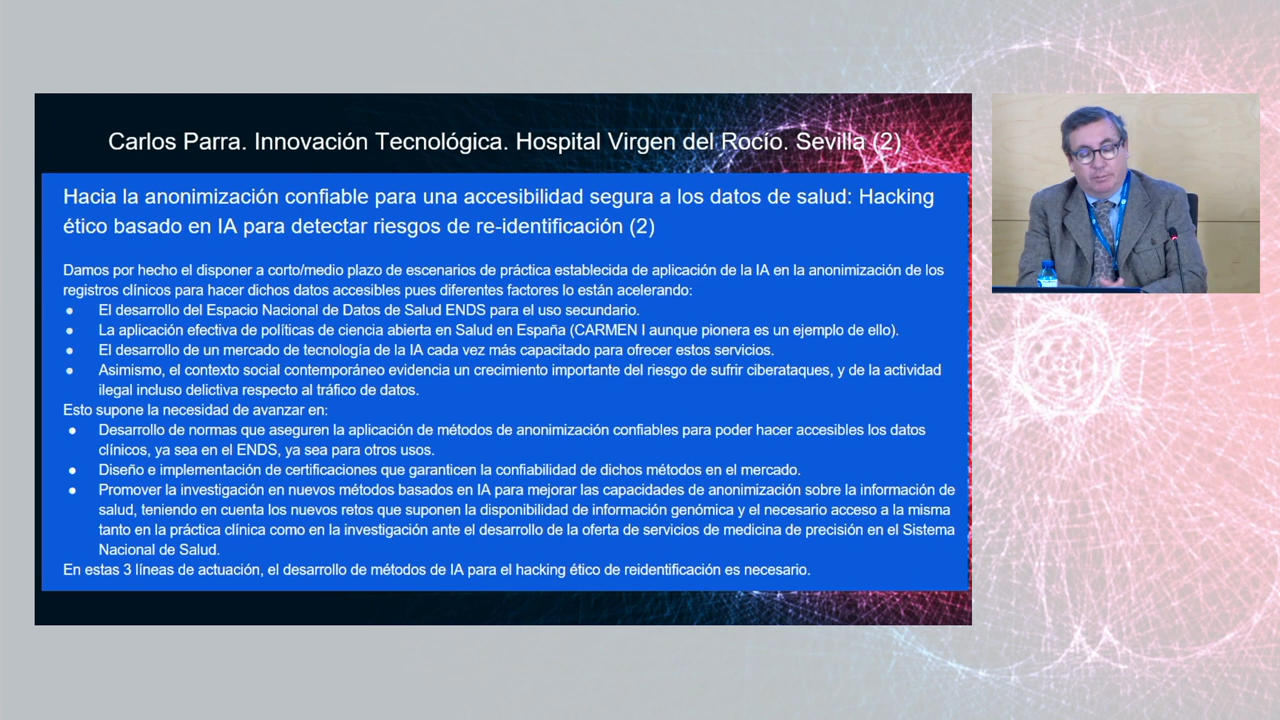 Carlos Parra. Innovación Tecnológica. Hospital Virgen del Rocío. Sevilla (2)
Hacia la anonimización confiable para una accesibilidad segura a los datos de salud: Hacking
ético basado en IA para detectar riesgos de re-identificación (2)
Damos por hecho el disponer a corto/medio plazo de escenarios de práctica establecida de aplicación de la IA en la anonimización de los
registros clínicos para hacer dichos datos accesibles pues diferentes factores lo están acelerando:
● El desarrollo del Espacio Nacional de Datos de Salud ENDS para el uso secundario.
● La aplicación efectiva de políticas de ciencia abierta en Salud en España (CARMEN I aunque pionera es un ejemplo de ello).
● El desarrollo de un mercado de tecnología de la IA cada vez más capacitado para ofrecer estos servicios.
● Asimismo, el contexto social contemporáneo evidencia un crecimiento importante del riesgo de sufrir ciberataques, y de la actividad
ilegal incluso delictiva respecto al tráfico de datos.
Esto supone la necesidad de avanzar en:
● Desarrollo de normas que aseguren la aplicación de métodos de anonimización confiables para poder hacer accesibles los datos
clínicos, ya sea en el ENDS, ya sea para otros usos.
● Diseño e implementación de certificaciones que garanticen la confiabilidad de dichos métodos en el mercado.
● Promover la investigación en nuevos métodos basados en IA para mejorar las capacidades de anonimización sobre la información de
salud, teniendo en cuenta los nuevos retos que suponen la disponibilidad de información genómica y el necesario acceso a la misma
tanto en la práctica clínica como en la investigación ante el desarrollo de la oferta de servicios de medicina de precisión en el Sistema
Nacional de Salud.
En estas 3 líneas de actuación, el desarrollo de métodos de IA para el hacking ético de reidentificación es necesario.